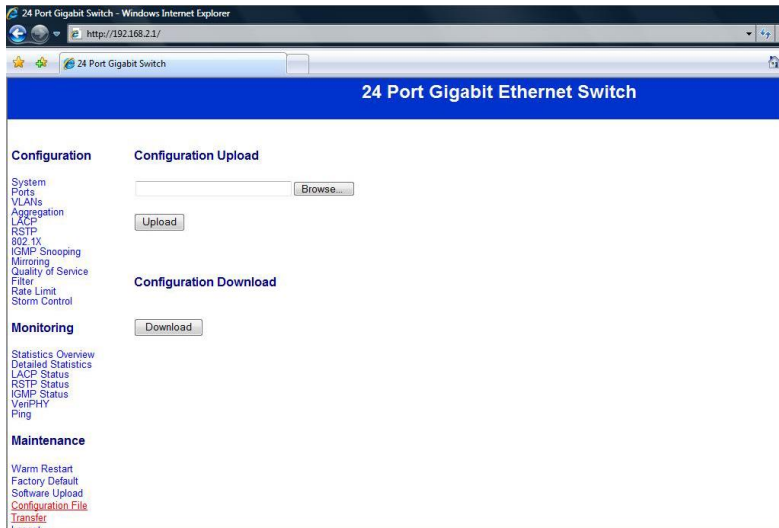 24 Port Gigabit Switch - Windows Internet Explorer
http://192.168.2.1/
24 Port Gigabit Switch
24 Port Gigabit Ethernet Switch
Configuration
System
Ports
VLANs
Aggregation
LACP
RSTP
802.1X
IGMP Snooping
Mirroring
Quality of Service
Filter
Rate Limit
Storm Control
Monitoring
Statistics Overview
Detailed Statistics
LACP Status
RSTP Status
IGMP Status
VeriPHY
Ping
Maintenance
Warm Restart
Factory Default
Software Upload
Configuration File
Transfer
Configuration Upload
Browse...
Upload
Configuration Download
Download